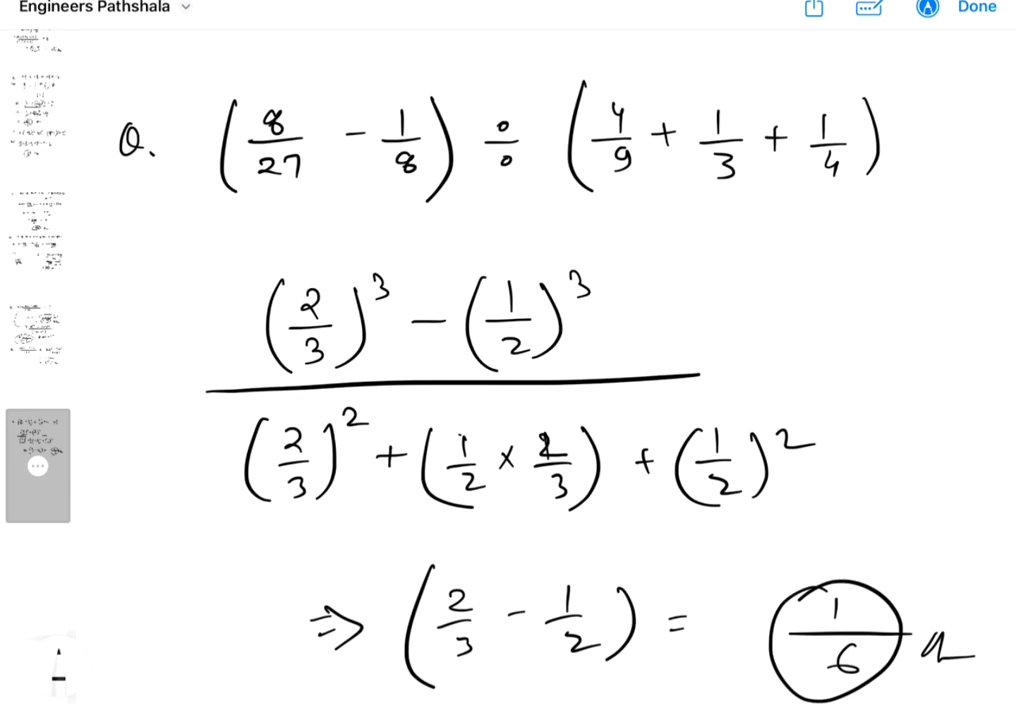 Engineers Pathshala
Done
Q. (8/27 - 1/8) ÷ (4/9 + 1/3 + 1/4)
(2/3)³ - (1/2)³
(2/3)² + (1/2 × 2/3) + (1/2)²
⇒ (2/3 - 1/2) = 1/6